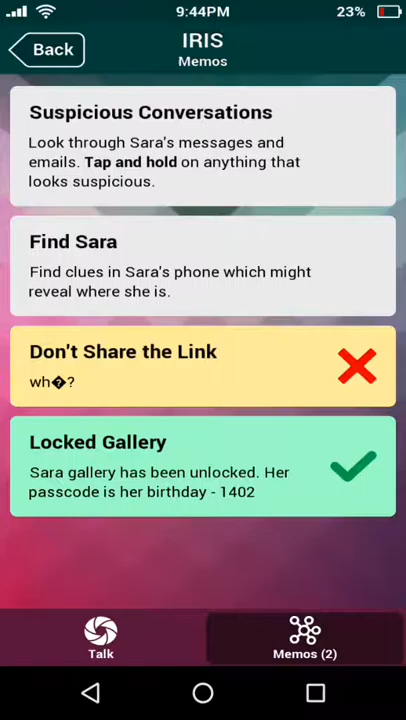 9:44PM
23%
Back
IRIS
Memos
Suspicious Conversations
Look through Sara's messages and
emails. Tap and hold on anything that
looks suspicious.
Find Sara
Find clues in Sara's phone which might
reveal where she is.
Don't Share the Link
wh�?
Locked Gallery
Sara gallery has been unlocked. Her
passcode is her birthday - 1402
Talk
Memos (2)